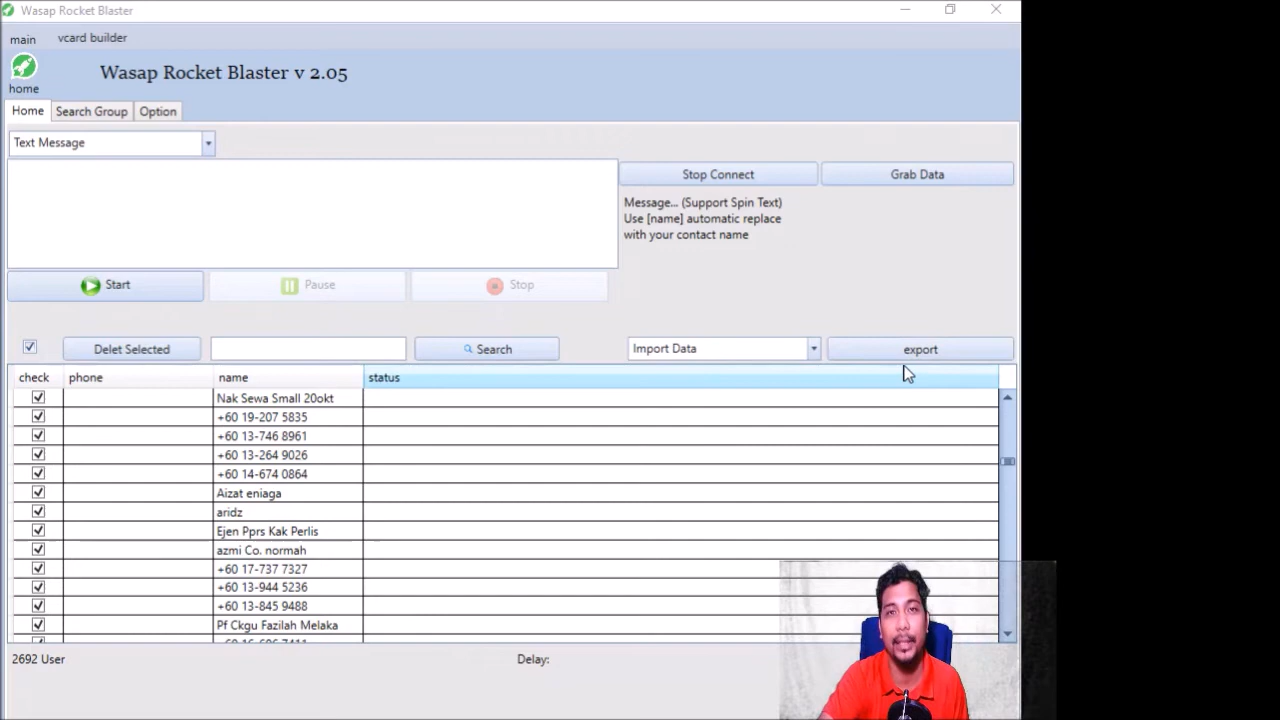 Wasap Rocket Blaster
main
vcard builder
Wasap Rocket Blaster v 2.05
home
Home
Search Group
Option
Text Message
Stop Connect
Grab Data
Message... (Support Spin Text)
Use [name] automatic replace
with your contact name
Start
Pause
Stop
Delet Selected
Search
Import Data
export
check phone name status
Nak Sewa Small 20okt
+60 19-207 5835
+60 13-746 8961
+60 13-264 9026
+60 14-674 0864
Aizat eniaga
aridz
Ejen Pprs Kak Perlis
azmi Co. normah
+60 17-737 7327
+60 13-944 5236
+60 13-845 9488
Pf Ckgu Fazilah Melaka
2692 User
Delay: